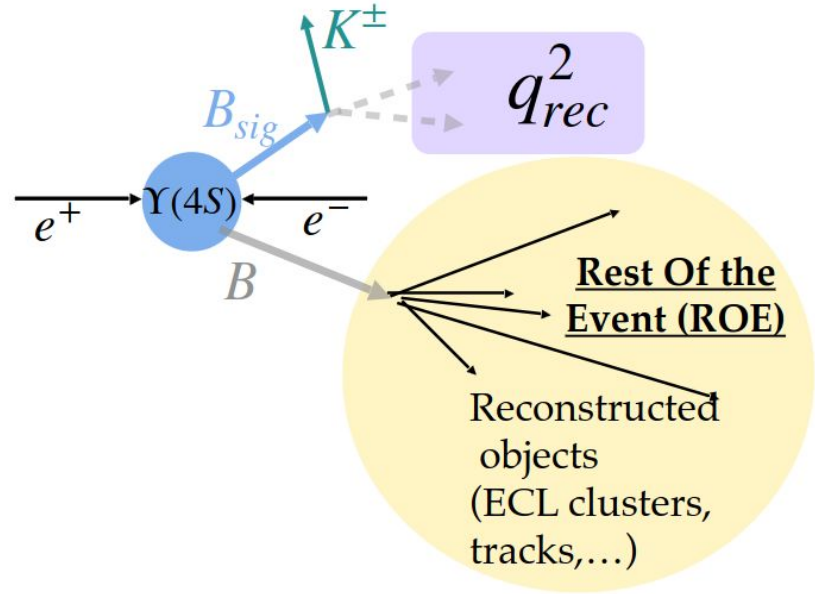 K^±
q²_rec
B_sig
Υ(4S)
e⁺
e⁻
B
Rest Of the
Event (ROE)
Reconstructed
objects
(ECL clusters,
tracks,…)